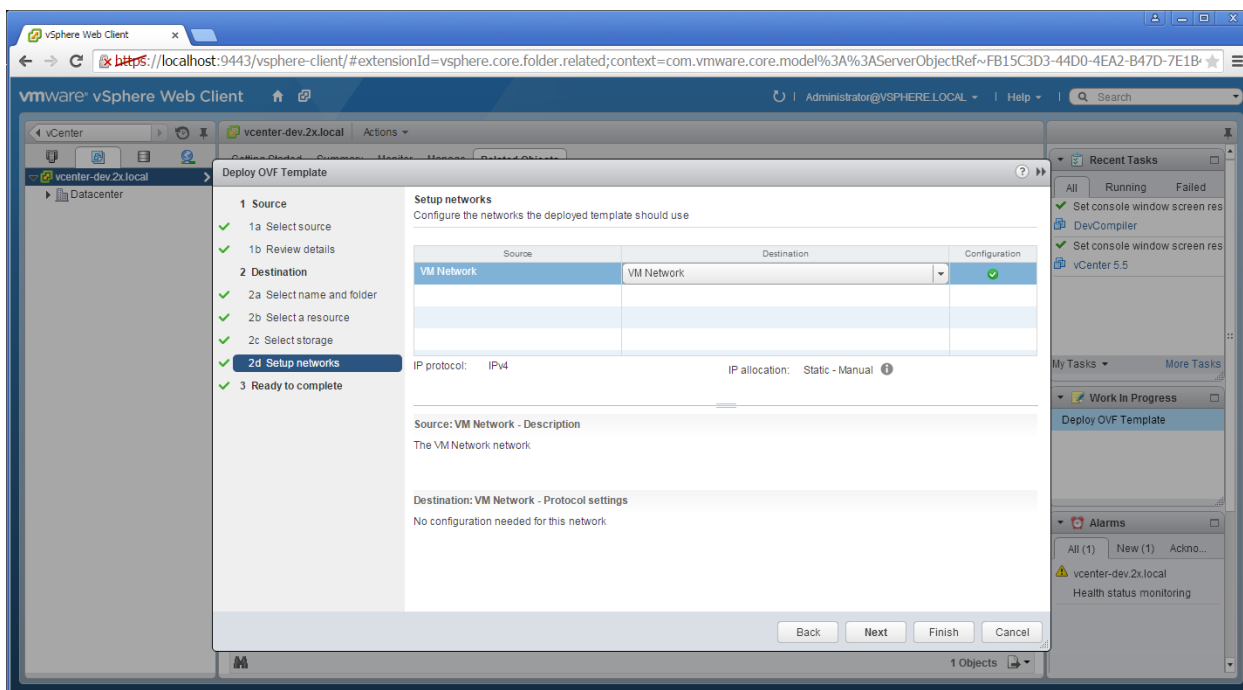 vSphere Web Client
https://localhost:9443/vsphere-client/#extensionId=vsphere.core.folder.related;context=com.vmware.core.model%3A%3AServerObjectRef~FB15C3D3-44D0-4EA2-B47D-7E1B
vmware® vSphere Web Client
Administrator@VSPHERE.LOCAL
Help
Search
vCenter
vcenter-dev.2x.local Actions
Getting Started Summary Monitor Manage Related Objects
vcenter-dev.2x.local
Datacenter
Deploy OVF Template
1 Source
1a Select source
1b Review details
2 Destination
2a Select name and folder
2b Select a resource
2c Select storage
2d Setup networks
3 Ready to complete
Setup networks
Configure the networks the deployed template should use
Source Destination Configuration
VM Network VM Network
IP protocol: IPv4 IP allocation: Static - Manual
Source: VM Network - Description
The VM Network network
Destination: VM Network - Protocol settings
No configuration needed for this network
Back Next Finish Cancel
1 Objects
Recent Tasks
All Running Failed
Set console window screen res
DevCompiler
Set console window screen res
vCenter 5.5
My Tasks More Tasks
Work In Progress
Deploy OVF Template
Alarms
All (1) New (1) Ackno...
vcenter-dev.2x.local
Health status monitoring